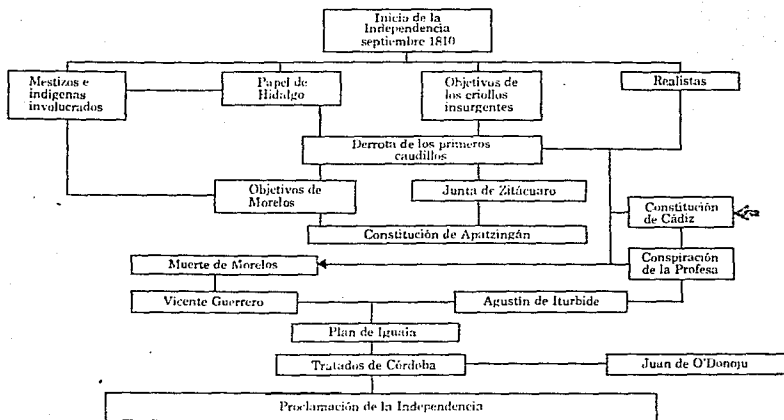 Inicio de la
Independencia
septiembre 1810
Mestizos e
indígenas
involucrados
Papel de
Hidalgo
Objetivos de
los criollos
insurgentes
Realistas
Derrota de los primeros
caudillos
Objetivos de
Morelos
Junta de Zitácuaro
Constitución
de Cádiz
Constitución de Apatzingán
Muerte de Morelos
Conspiración
de la Profesa
Vicente Guerrero
Agustín de Iturbide
Plan de Iguala
Tratados de Córdoba
Juan de O'Donoju
Proclamación de la Independencia